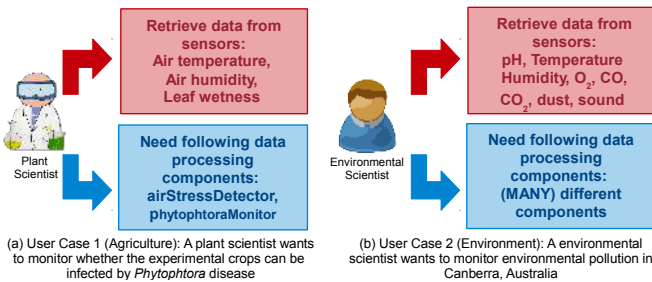 Retrieve data from
sensors:
Air temperature,
Air humidity,
Leaf wetness
Plant
Scientist
Need following data
processing
components:
airStressDetector,
phytophtoraMonitor
(a) User Case 1 (Agriculture): A plant scientist wants
to monitor whether the experimental crops can be
infected by Phytophtora disease
Retrieve data from
sensors:
pH, Temperature
Humidity, O₂, CO,
CO₂, dust, sound
Environmental
Scientist
Need following data
processing
components:
(MANY) different
components
(b) User Case 2 (Environment): A environmental
scientist wants to monitor environmental pollution in
Canberra, Australia